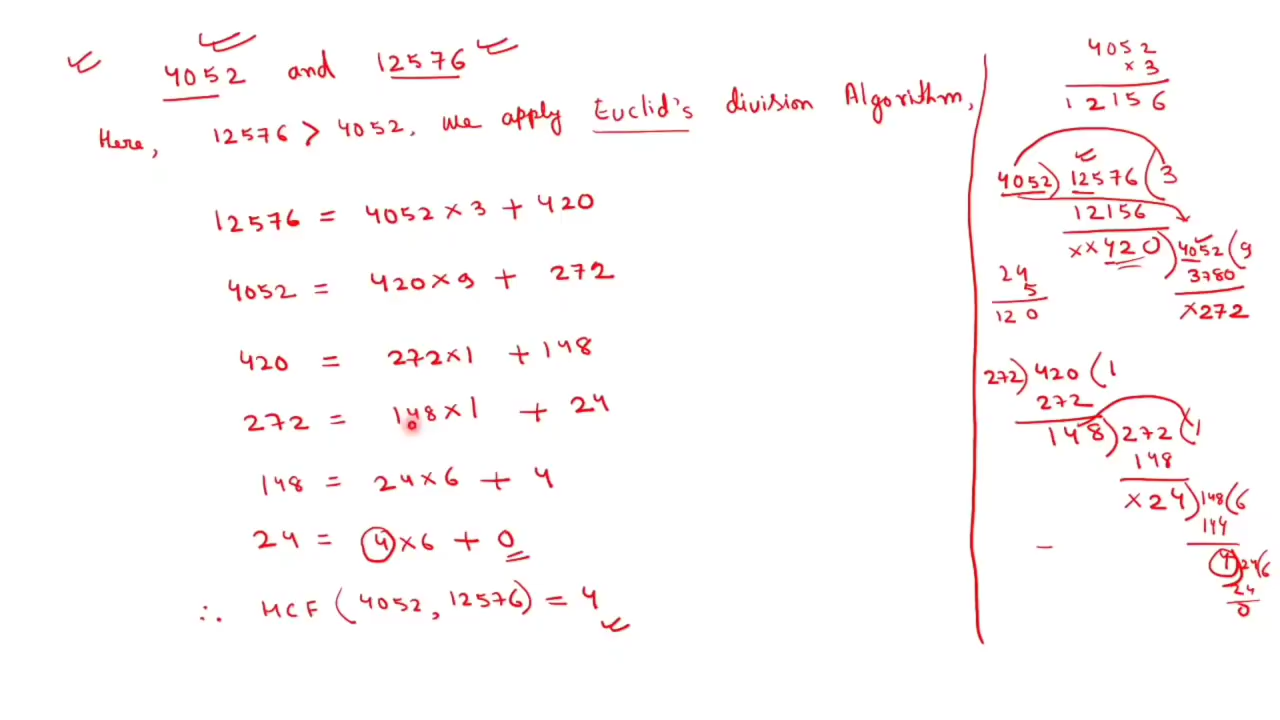 4052 and 12576
Here, 12576 > 4052, We apply Euclid's division Algorithm,
12576 = 4052 × 3 + 420
4052 = 420 × 9 + 272
420 = 272 × 1 + 148
272 = 148 × 1 + 24
148 = 24 × 6 + 4
24 = 4 × 6 + 0
∴ HCF (4052, 12576) = 4
4052
× 3
12156
4052) 12576 (3
12156
××420) 4052 (9
3780
×272
24
5
120
272) 420 (1
272
148) 272 (1
148
×24) 148 (6
144
4) 24 (6
24
0